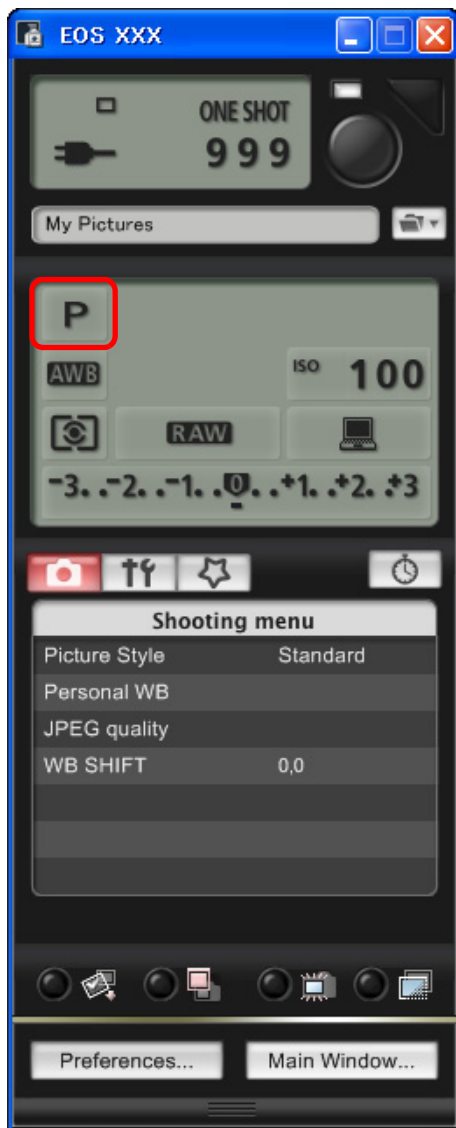 EOS XXX
ONE SHOT
999
My Pictures
P
AWB
ISO 100
RAW
-3. .-2. .-1. .0. .+1. .+2. .+3
Shooting menu
Picture Style Standard
Personal WB
JPEG quality
WB SHIFT 0,0
Preferences... Main Window...